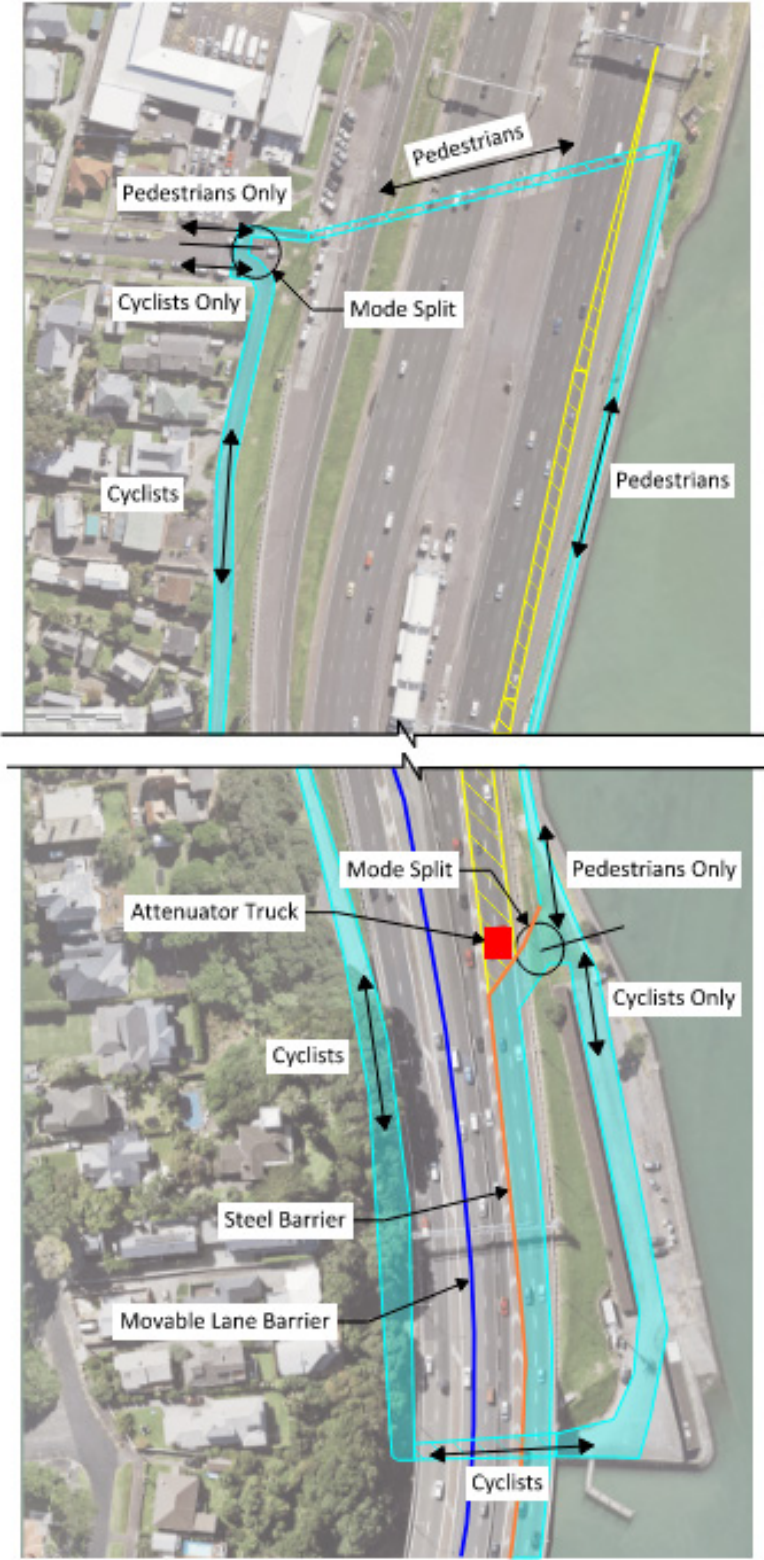 Pedestrians
Pedestrians Only
Cyclists Only
Mode Split
Cyclists
Pedestrians
Mode Split
Pedestrians Only
Attenuator Truck
Cyclists Only
Cyclists
Steel Barrier
Movable Lane Barrier
Cyclists